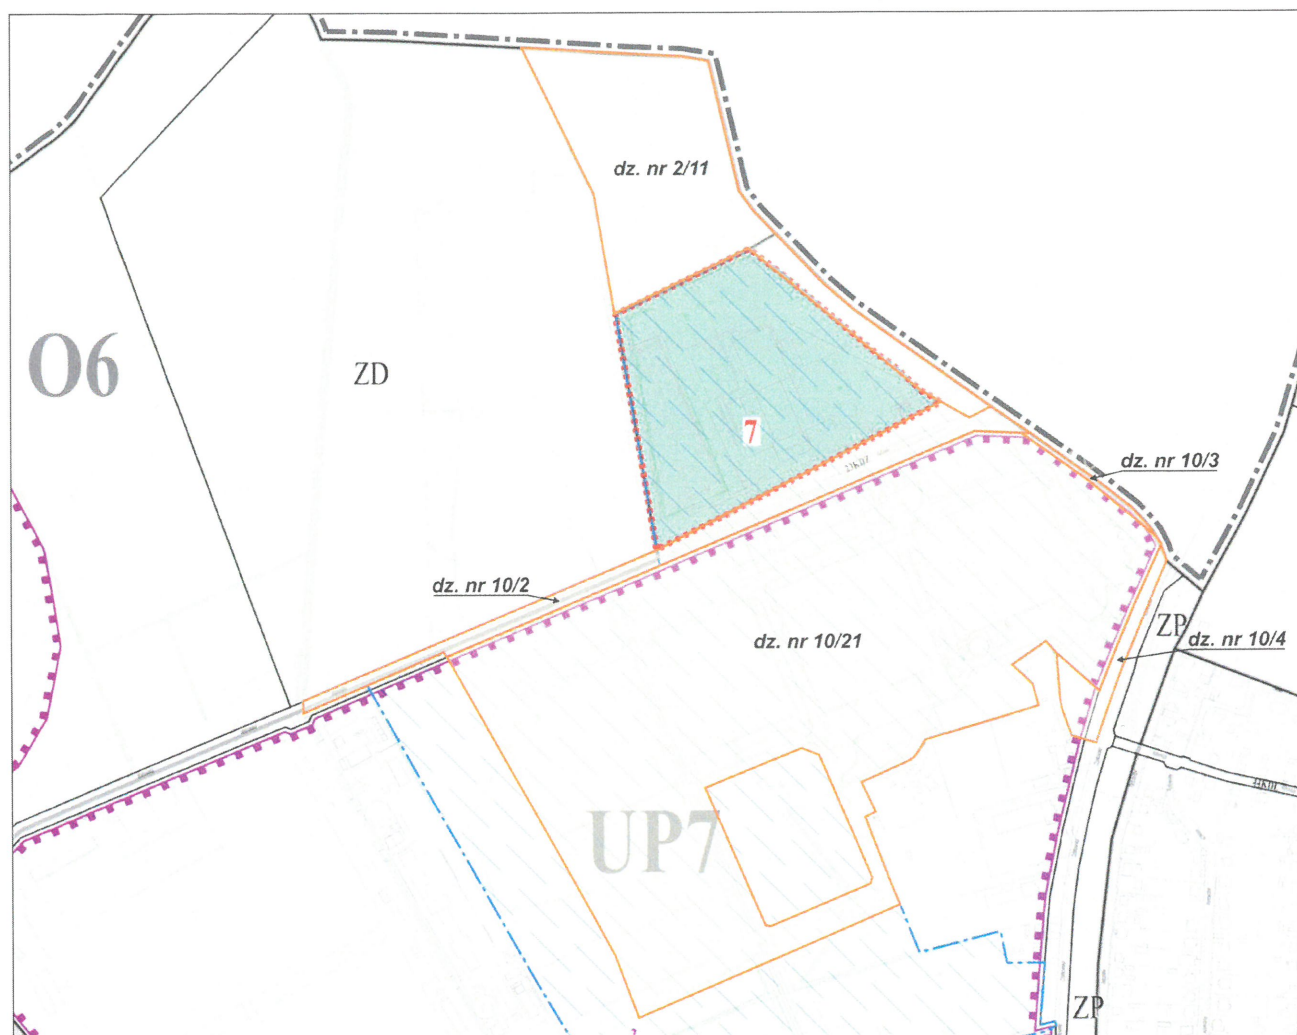 dz. nr 2/11
O6
ZD
7
dz. nr 10/3
dz. nr 10/2
ZP
dz. nr 10/21
dz. nr 10/4
UP7
ZP